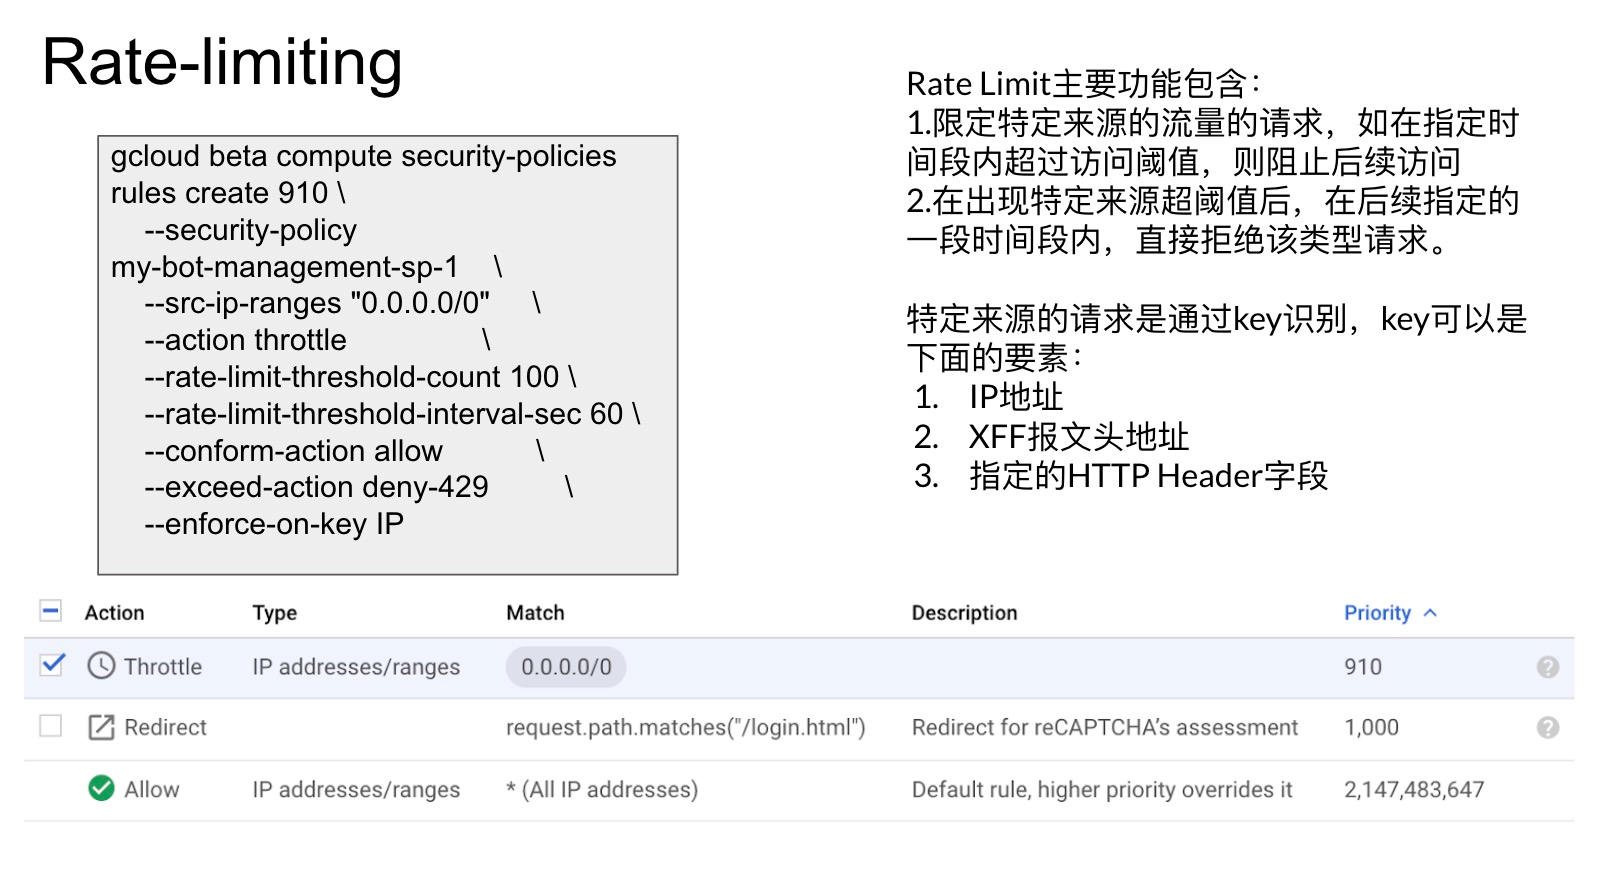 Rate-limiting
gcloud beta compute security-policies
rules create 910 \
--security-policy
my-bot-management-sp-1 \
--src-ip-ranges "0.0.0.0/0" \
--action throttle \
--rate-limit-threshold-count 100 \
--rate-limit-threshold-interval-sec 60 \
--conform-action allow \
--exceed-action deny-429 \
--enforce-on-key IP
Rate Limit主要功能包含：
1.限定特定来源的流量的请求，如在指定时
间段内超过访问阈值，则阻止后续访问
2.在出现特定来源超阈值后，在后续指定的
一段时间段内，直接拒绝该类型请求。
特定来源的请求是通过key识别，key可以是
下面的要素：
1. IP地址
2. XFF报文头地址
3. 指定的HTTP Header字段
Action Type Match Description Priority
Throttle IP addresses/ranges 0.0.0.0/0 910 ?
Redirect request.path.matches("/login.html") Redirect for reCAPTCHA's assessment 1,000 ?
Allow IP addresses/ranges * (All IP addresses) Default rule, higher priority overrides it 2,147,483,647